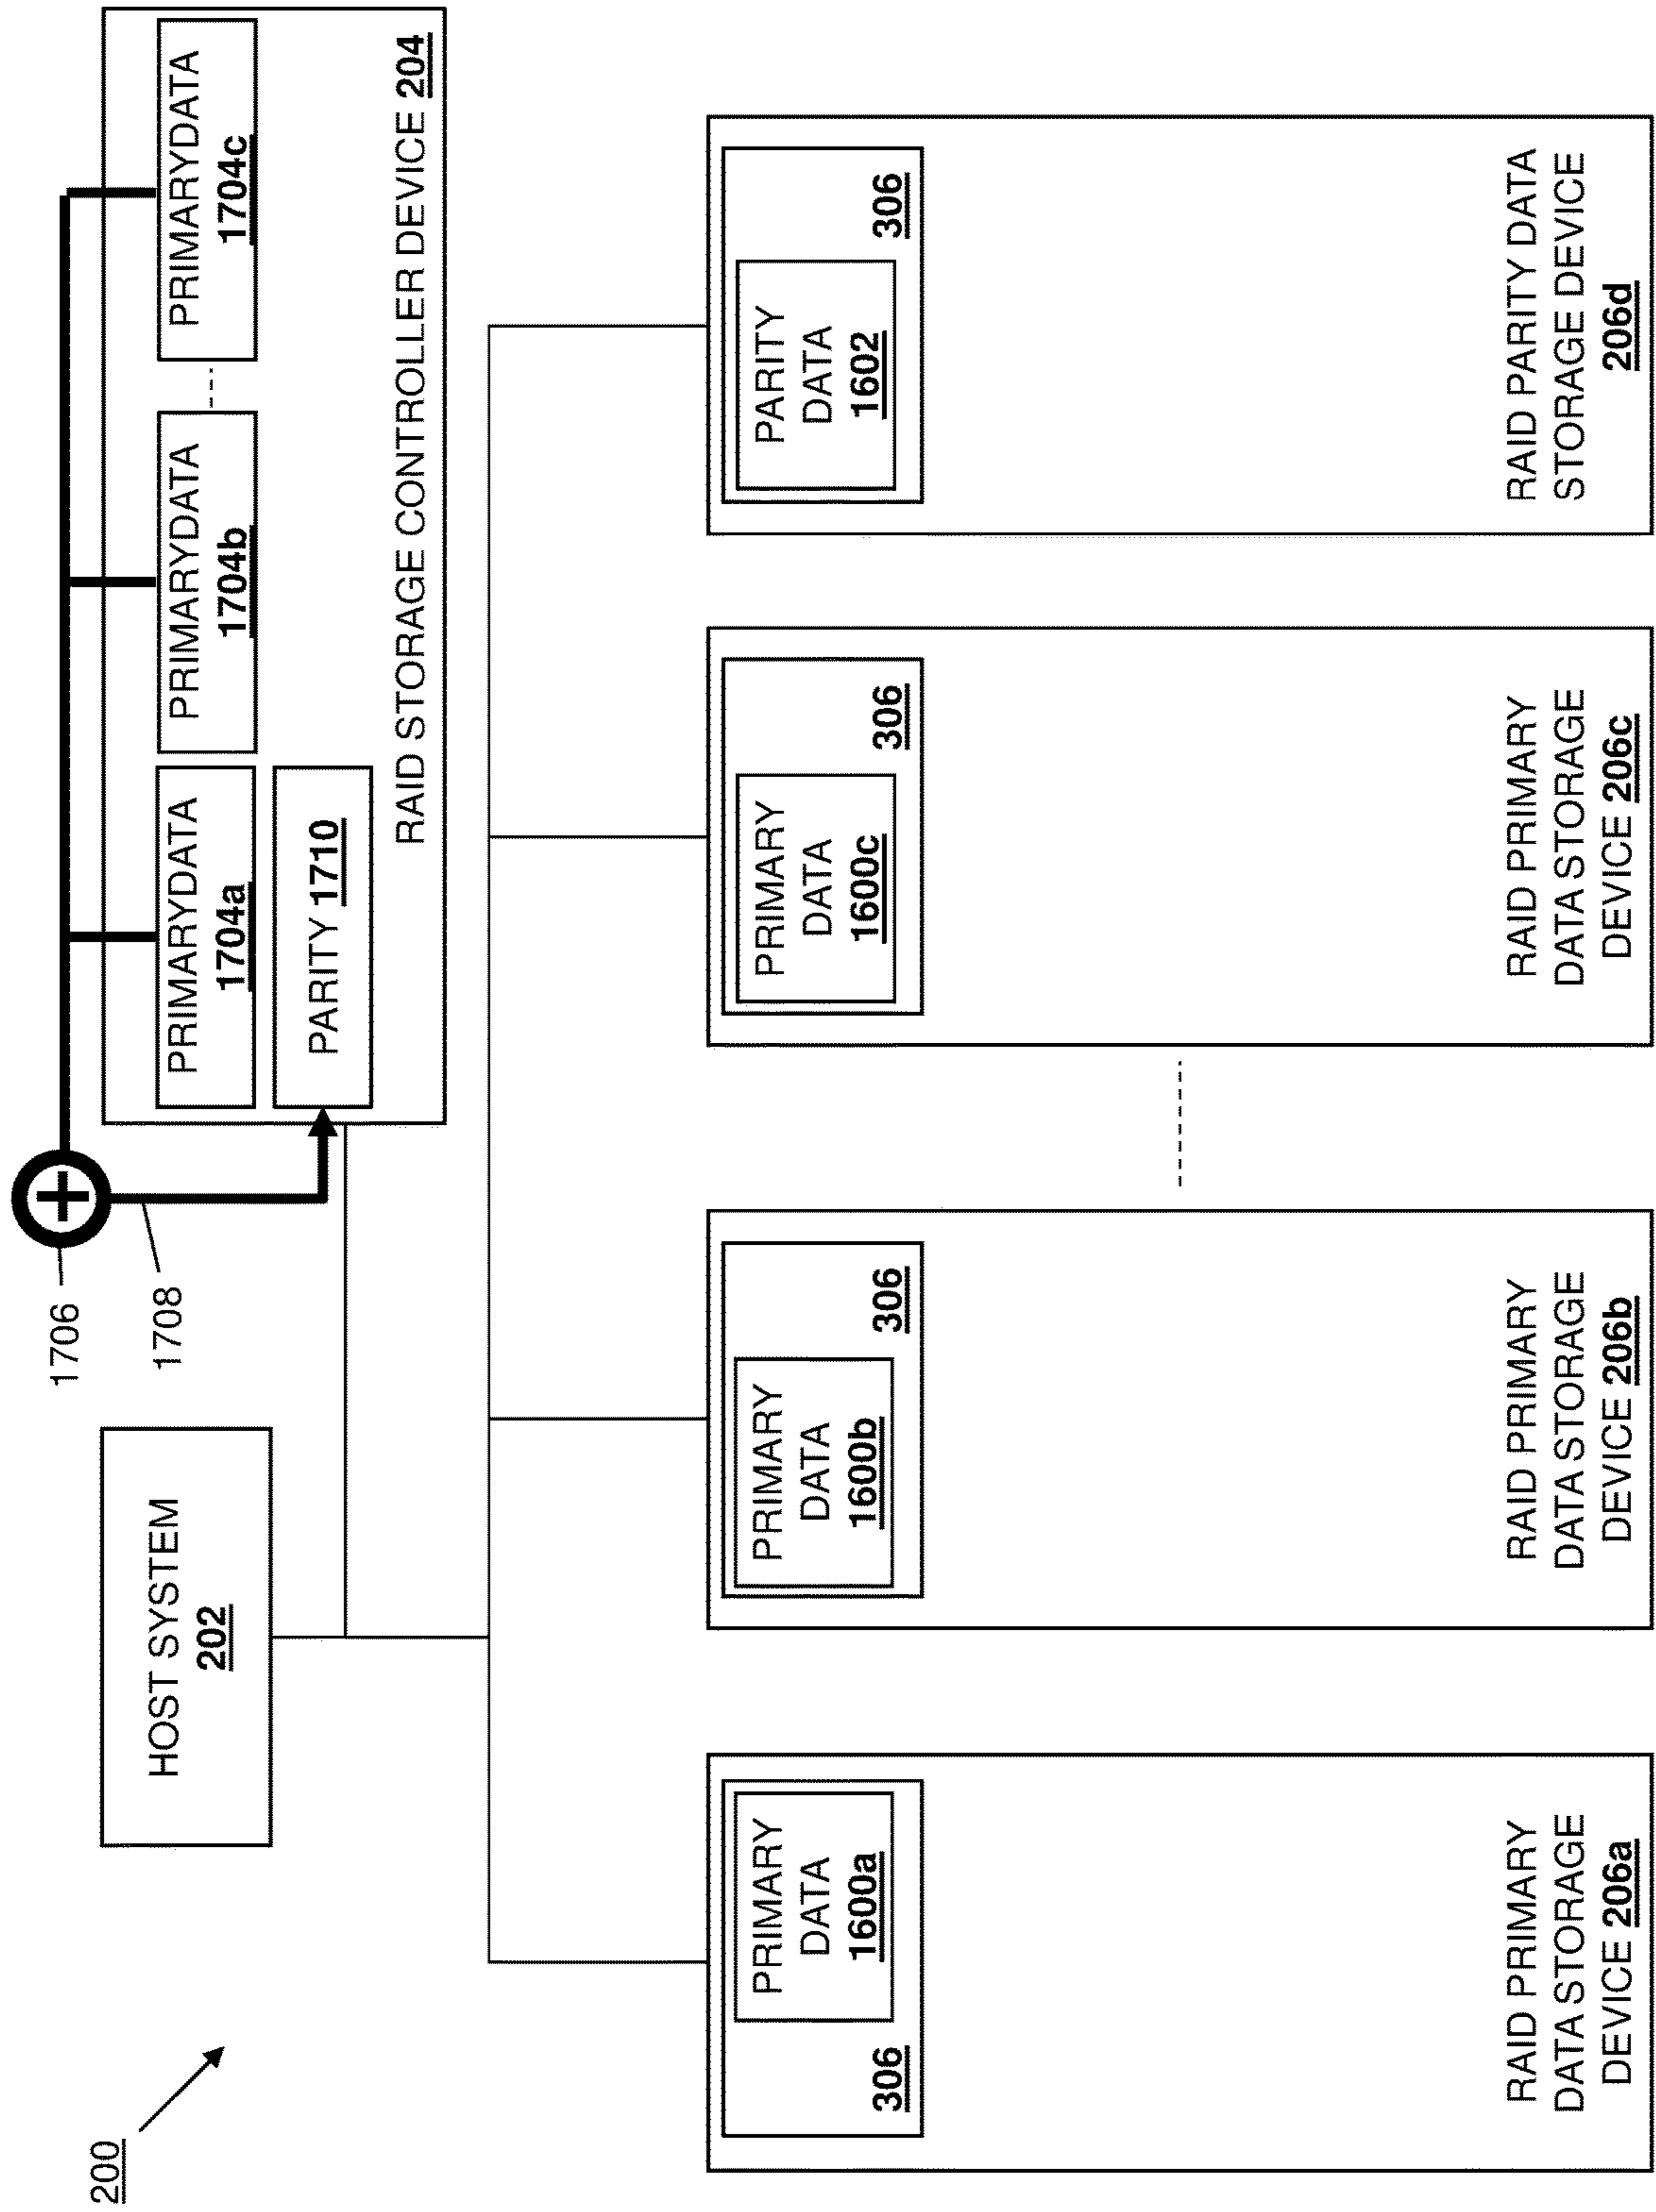 200
HOST SYSTEM
202
1706
1708
PRIMARYDATA
1704a
PRIMARYDATA
1704b
PRIMARYDATA
1704c
PARITY 1710
RAID STORAGE CONTROLLER DEVICE 204
306
PRIMARY
DATA
1600a
RAID PRIMARY
DATA STORAGE
DEVICE 206a
PRIMARY
DATA
1600b
306
RAID PRIMARY
DATA STORAGE
DEVICE 206b
PRIMARY
DATA
1600c
306
RAID PRIMARY
DATA STORAGE
DEVICE 206c
PARITY
DATA
1602
306
RAID PARITY DATA
STORAGE DEVICE
206d